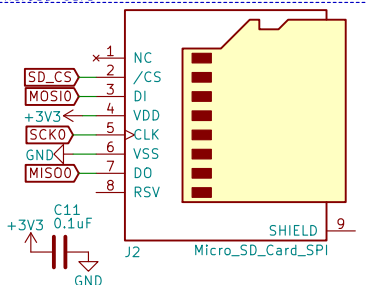 1 NC
SD_CS 2 /CS
MOSI0 3 DI
+3V3 4 VDD
SCK0 5 CLK
GND 6 VSS
MISO0 7 DO
8 RSV
C11
0.1uF
+3V3
GND
SHIELD 9
J2 Micro_SD_Card_SPI